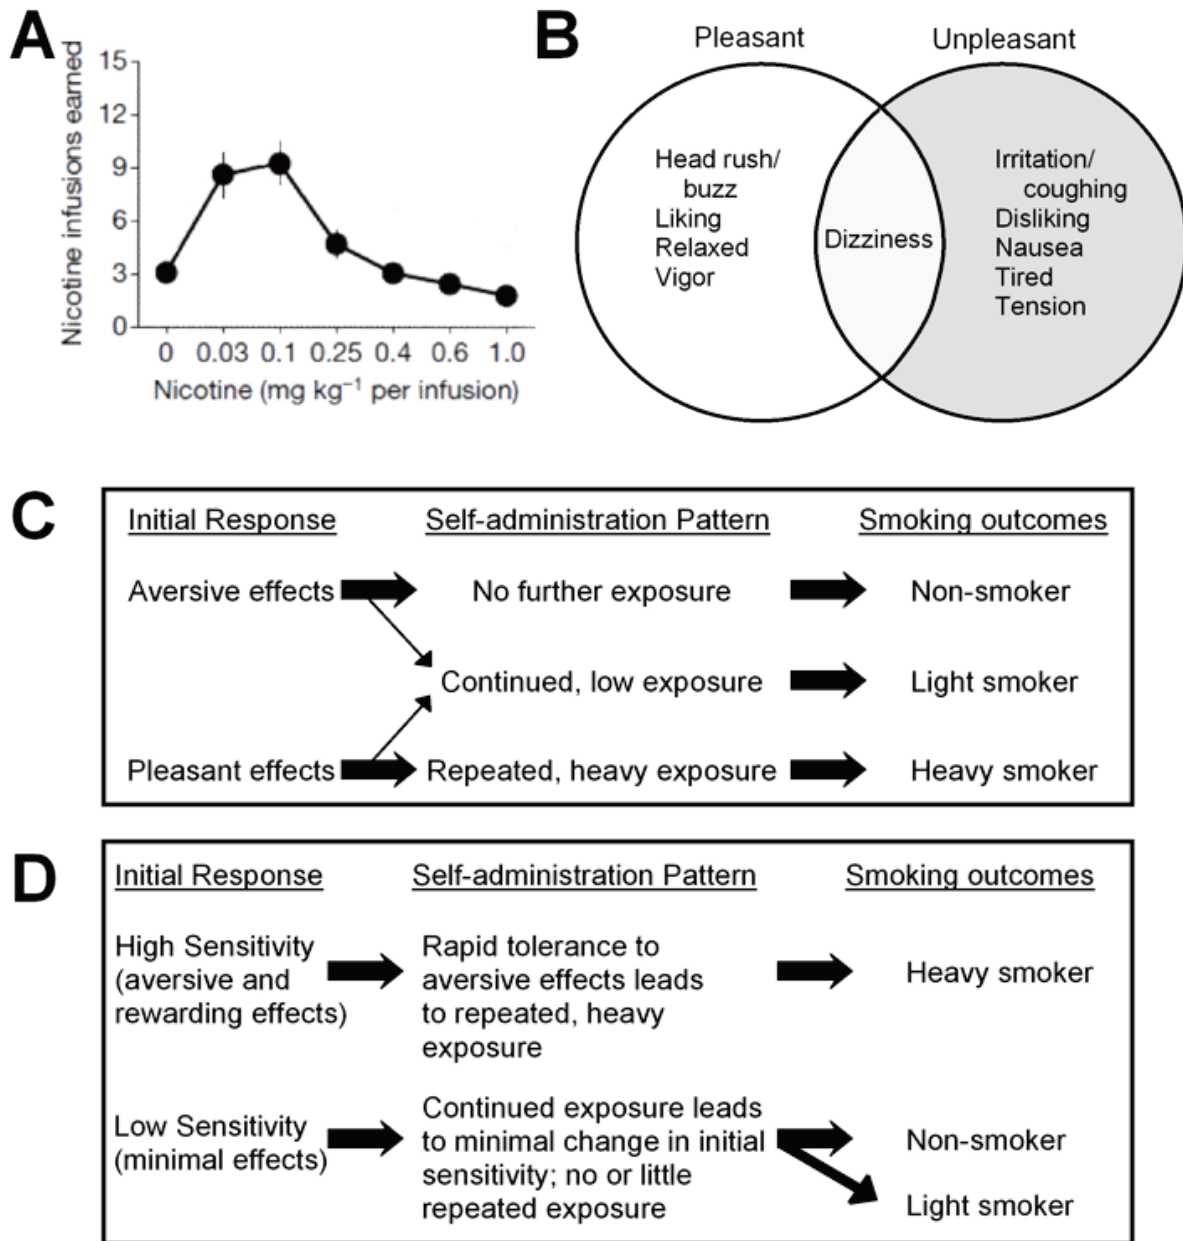 A
Nicotine infusions earned
15
12
9
6
3
0
0 0.03 0.1 0.25 0.4 0.6 1.0
Nicotine (mg kg⁻¹ per infusion)
B
Pleasant Unpleasant
Head rush/
buzz
Liking
Relaxed
Vigor
Dizziness
Irritation/
coughing
Disliking
Nausea
Tired
Tension
C
Initial Response Self-administration Pattern Smoking outcomes
Aversive effects No further exposure Non-smoker
Continued, low exposure Light smoker
Pleasant effects Repeated, heavy exposure Heavy smoker
D
Initial Response Self-administration Pattern Smoking outcomes
High Sensitivity
(aversive and
rewarding effects)
Rapid tolerance to
aversive effects leads
to repeated, heavy
exposure
Heavy smoker
Low Sensitivity
(minimal effects)
Continued exposure leads
to minimal change in initial
sensitivity; no or little
repeated exposure
Non-smoker
Light smoker